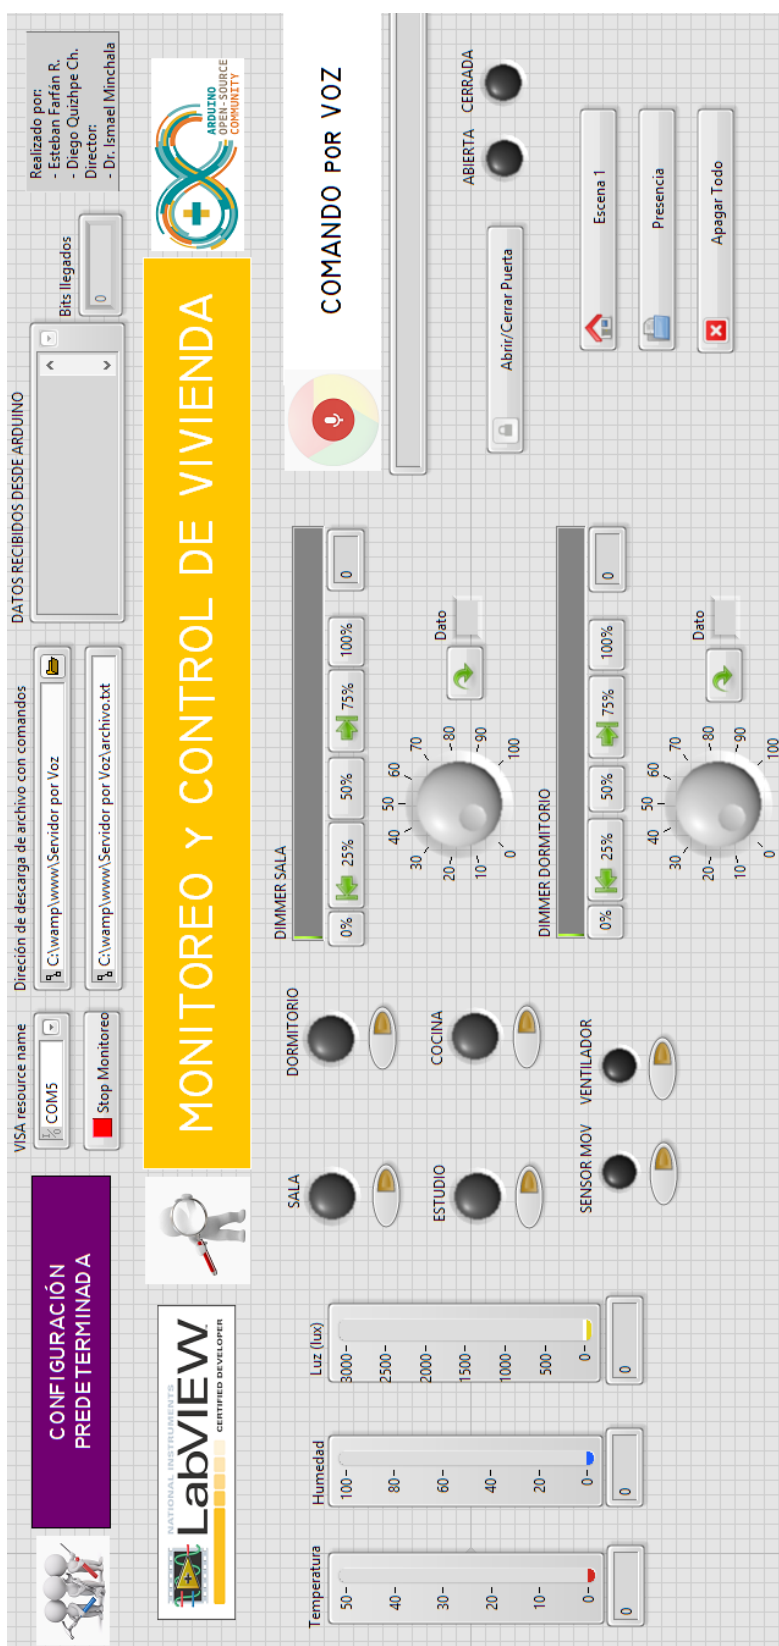 CONFIGURACIÓN
PREDETERMINADA
VISA resource name
COM5
Stop Monitoreo
Direción de descarga de archivo con comandos
C:\wamp\www\Servidor por Voz
C:\wamp\www\Servidor por Voz\archivo.txt
DATOS RECIBIDOS DESDE ARDUINO
Bits llegados
0
Realizado por:
- Esteban Farfán R.
- Diego Quizhpe Ch.
Director:
- Dr. Ismael Minchala
NATIONAL INSTRUMENTS
LabVIEW
CERTIFIED DEVELOPER
MONITOREO Y CONTROL DE VIVIENDA
ARDUINO
OPEN-SOURCE
COMMUNITY
Temperatura
50
40
30
20
10
0
0
Humedad
100
80
60
40
20
0
0
Luz (lux)
3000
2500
2000
1500
1000
500
0
0
SALA
DORMITORIO
ESTUDIO
COCINA
SENSOR MOV
VENTILADOR
DIMMER SALA
0% 25% 50% 75% 100% 0
0 10 20 30 40 50 60 70 80 90 100
Dato
DIMMER DORMITORIO
0% 25% 50% 75% 100% 0
0 10 20 30 40 50 60 70 80 90 100
Dato
COMANDO POR VOZ
Abrir/Cerrar Puerta
ABIERTA
CERRADA
Escena 1
Presencia
Apagar Todo